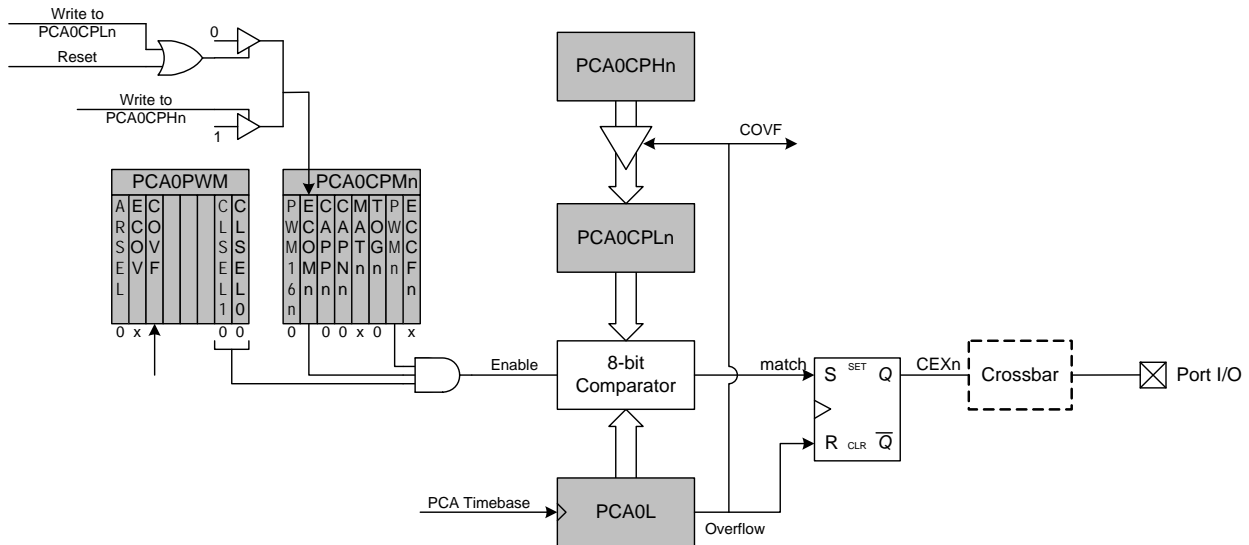 Write to
PCA0CPLn
Reset
0
Write to
PCA0CPHn
1
PCA0PWM
ARSEL
ECOV
COVF
CLSEL1
CLSEL0
0 x 0 0
PCA0CPMn
PWM16n
ECOMn
CAPPn
CAPNn
MATn
TOGn
PWMn
ECCFn
0 0 0 x 0 x
PCA0CPHn
COVF
PCA0CPLn
Enable
8-bit
Comparator
match
S SET Q
R CLR Q
CEXn
Crossbar
Port I/O
PCA Timebase
PCA0L
Overflow